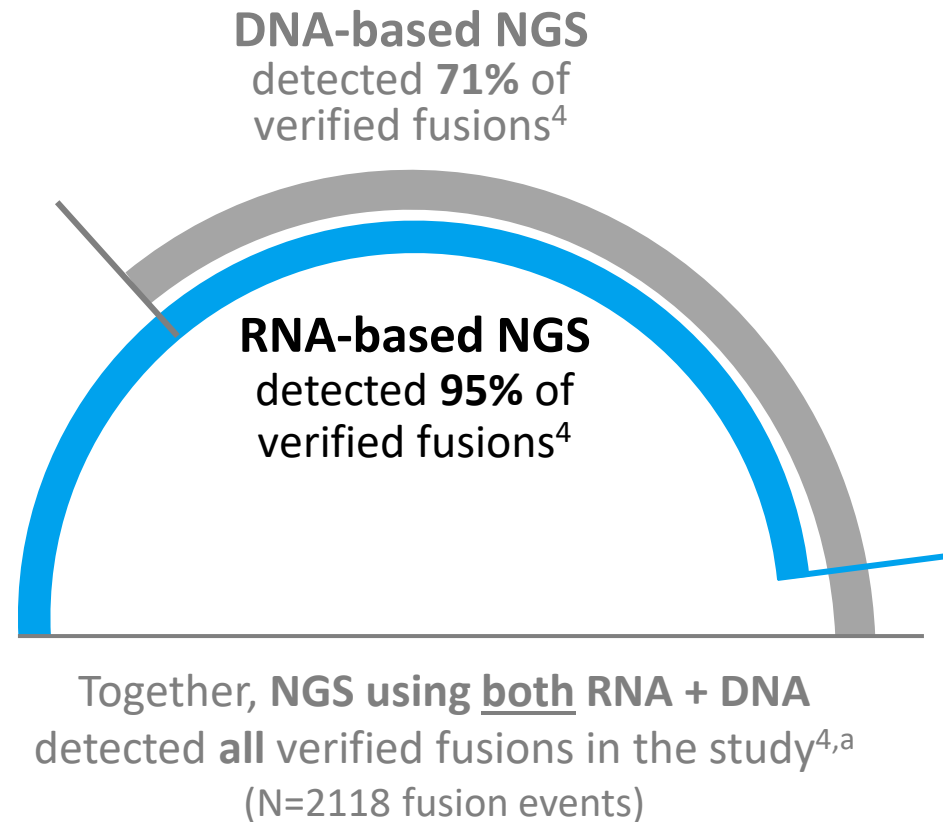 DNA-based NGS
detected 71% of
verified fusions4
RNA-based NGS
detected 95% of
verified fusions4
Together, NGS using both RNA + DNA
detected all verified fusions in the study4,a
(N=2118 fusion events)